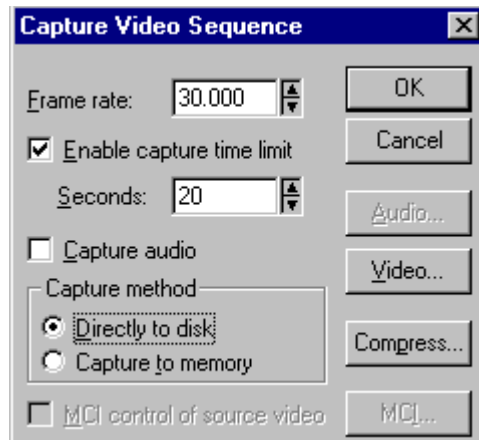 Capture Video Sequence
Frame rate: 30.000
OK
Enable capture time limit
Cancel
Seconds: 20
Audio...
Capture audio
Video...
Capture method
Directly to disk
Compress...
Capture to memory
MCI control of source video
MCI...